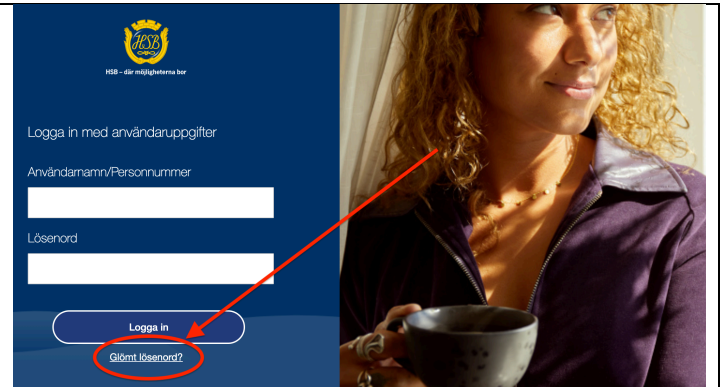 HSB
HSB – där möjligheterna bor
Logga in med användaruppgifter
Användarnamn/Personnummer
Lösenord
Logga in
Glömt lösenord?